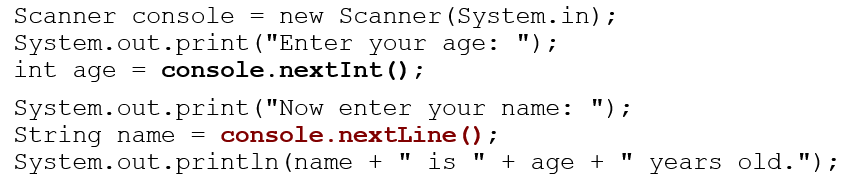 Scanner console = new Scanner(System.in);
System.out.print("Enter your age: ");
int age = console.nextInt();
System.out.print("Now enter your name: ");
String name = console.nextLine();
System.out.println(name + " is " + age + " years old.");